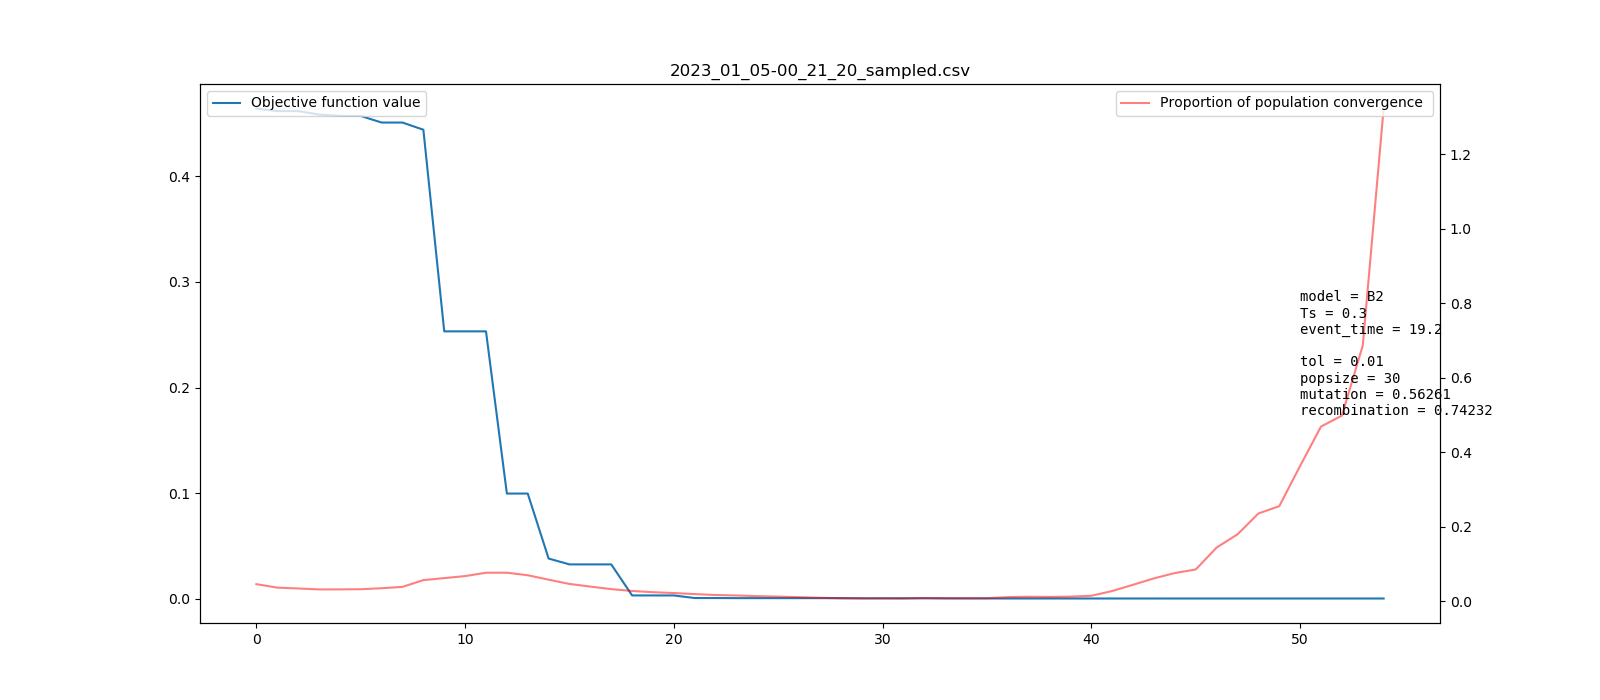 2023_01_05-00_21_20_sampled.csv
Objective function value
Proportion of population convergence
0.4
0.3
0.2
0.1
0.0
1.2
1.0
0.8
0.6
0.4
0.2
0.0
model = B2
Ts = 0.3
event_time = 19.2
tol = 0.01
popsize = 30
mutation = 0.56261
recombination = 0.74232
0 10 20 30 40 50